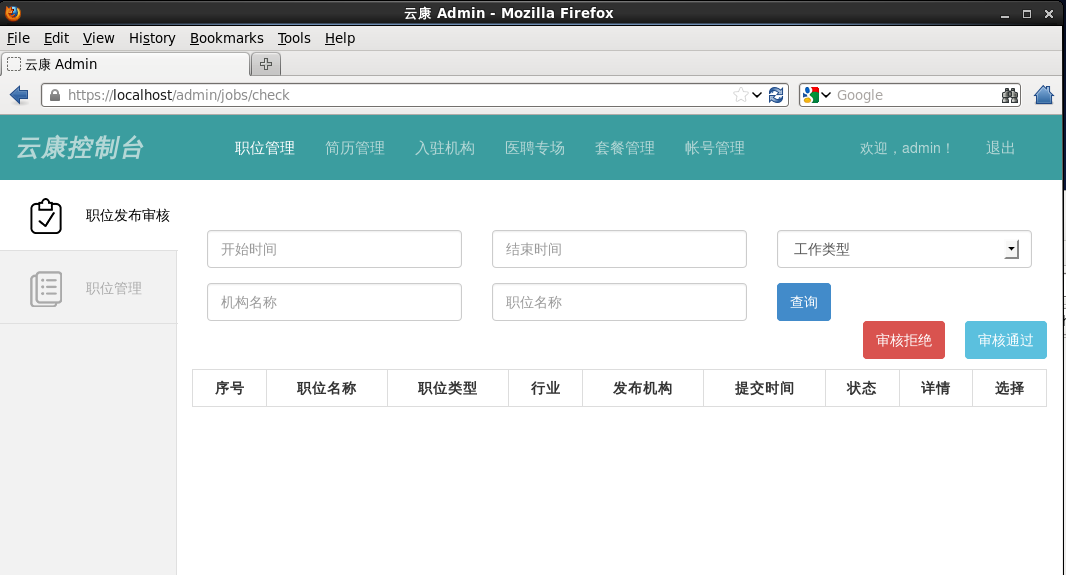 云康 Admin - Mozilla Firefox
File Edit View History Bookmarks Tools Help
云康 Admin
https://localhost/admin/jobs/check Google
云康控制台 职位管理 简历管理 入驻机构 医聘专场 套餐管理 帐号管理 欢迎，admin！ 退出
职位发布审核
职位管理
开始时间 结束时间 工作类型
机构名称 职位名称 查询
审核拒绝 审核通过
序号 职位名称 职位类型 行业 发布机构 提交时间 状态 详情 选择